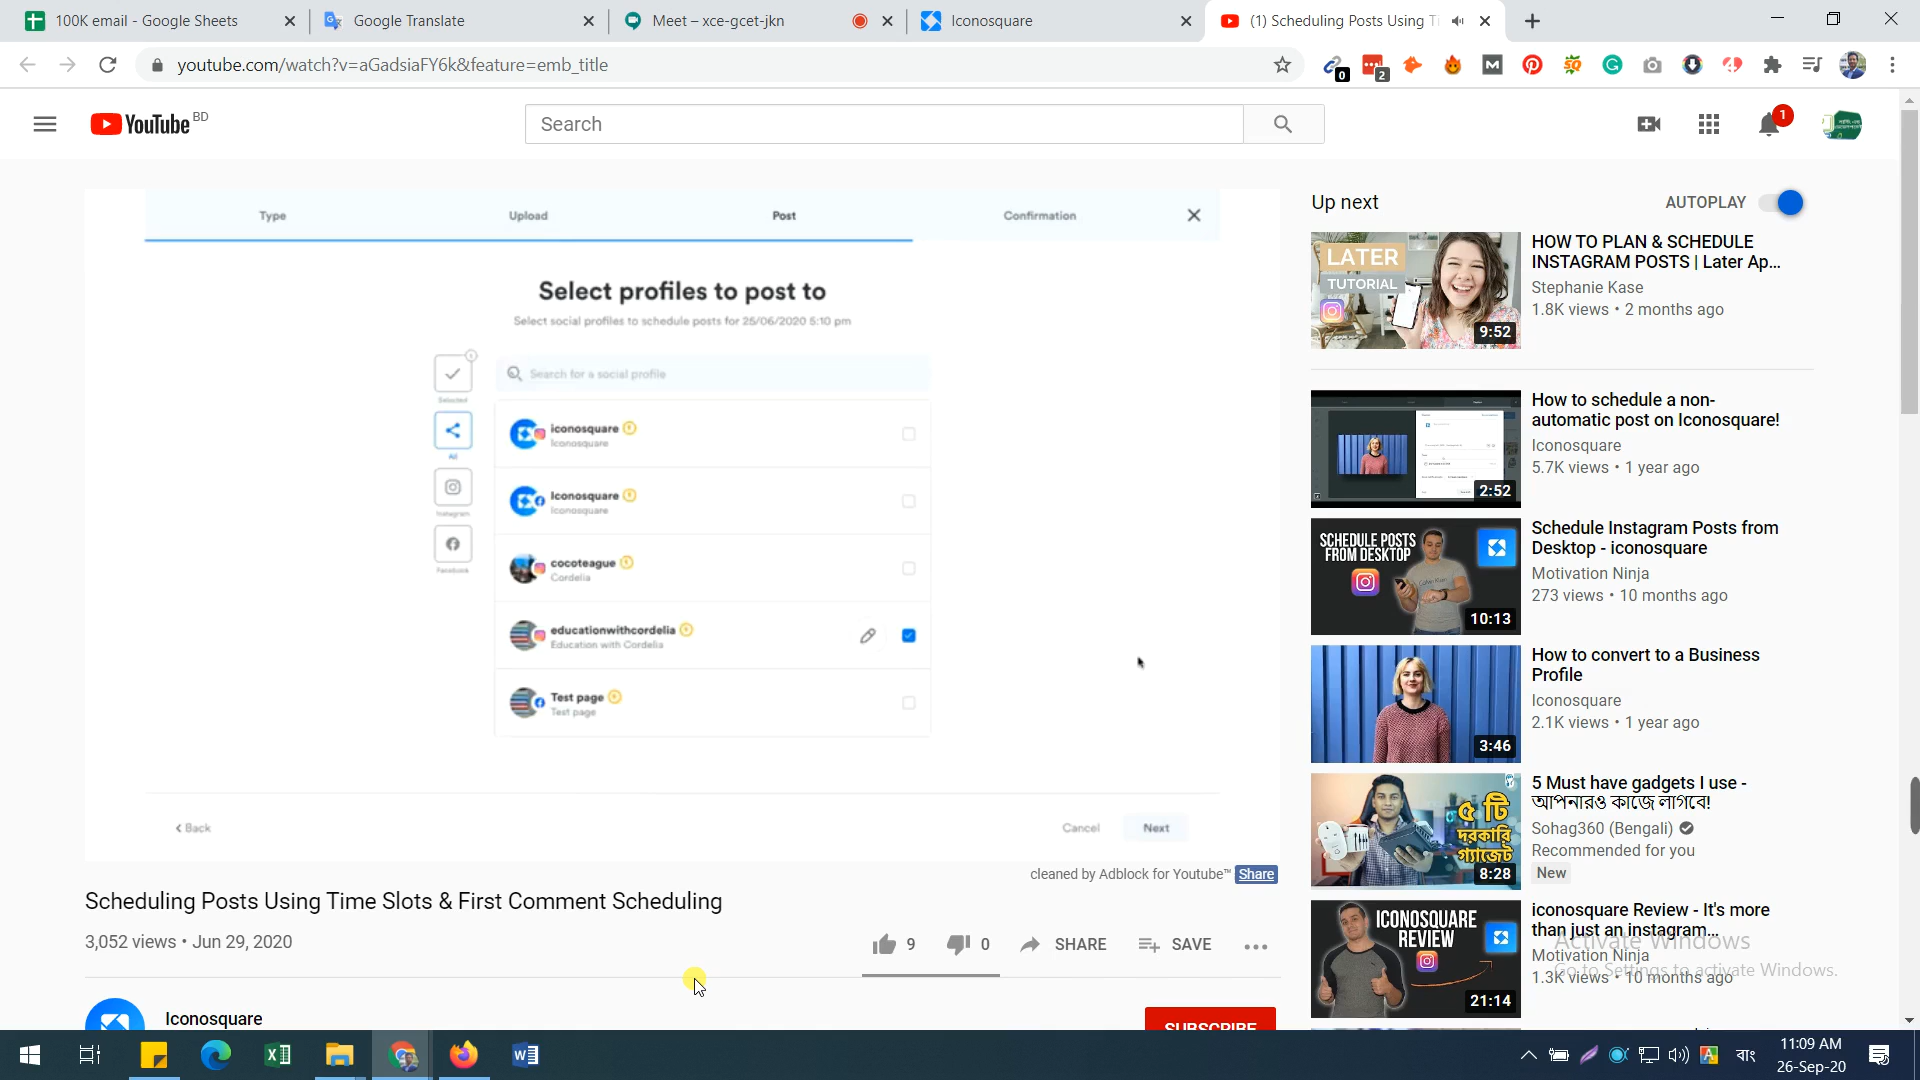 100K email - Google Sheets
Google Translate
Meet – xce-gcet-jkn
Iconosquare
(1) Scheduling Posts Using Ti
youtube.com/watch?v=aGadsiaFY6k&feature=emb_title
0
2
YouTube BD
Search
1
Type
Upload
Post
Confirmation
Select profiles to post to
Select social profiles to schedule posts for 25/06/2020 5:10 pm
Selected
Search for a social profile
All
Instagram
Facebook
iconosquare
Iconosquare
Iconosquare
Iconosquare
cocoteague
Cordelia
educationwithcordelia
Education with Cordelia
Test page
Test page
Back
Cancel
Next
cleaned by Adblock for Youtube™ Share
Scheduling Posts Using Time Slots & First Comment Scheduling
3,052 views • Jun 29, 2020
9
0
SHARE
SAVE
Iconosquare
SUBSCRIBE
Up next
AUTOPLAY
LATER
TUTORIAL
9:52
HOW TO PLAN & SCHEDULE
INSTAGRAM POSTS | Later Ap...
Stephanie Kase
1.8K views • 2 months ago
2:52
How to schedule a non-
automatic post on Iconosquare!
Iconosquare
5.7K views • 1 year ago
SCHEDULE POSTS
FROM DESKTOP
10:13
Schedule Instagram Posts from
Desktop - iconosquare
Motivation Ninja
273 views • 10 months ago
3:46
How to convert to a Business
Profile
Iconosquare
2.1K views • 1 year ago
৫ টি
দরকারি
গ্যাজেট
8:28
5 Must have gadgets I use -
আপনারও কাজে লাগবে!
Sohag360 (Bengali)
Recommended for you
New
ICONOSQUARE
REVIEW
21:14
iconosquare Review - It's more
than just an instagram...
Motivation Ninja
1.3K views • 10 months ago
Activate Windows
Go to Settings to activate Windows.
বাং
11:09 AM
26-Sep-20